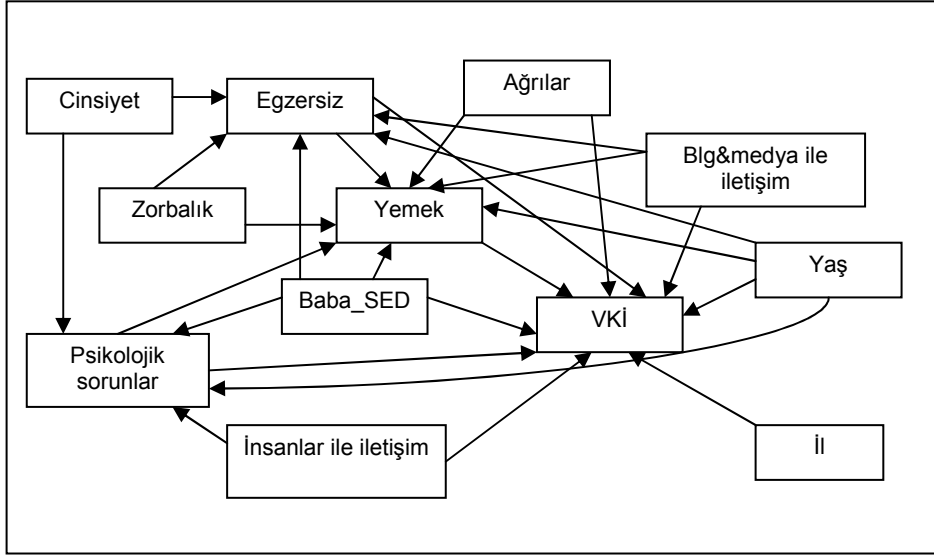 Cinsiyet
Egzersiz
Ağrılar
Blg&medya ile
iletişim
Zorbalık
Yemek
Yaş
Baba_SED
VKİ
Psikolojik
sorunlar
İnsanlar ile iletişim
İl